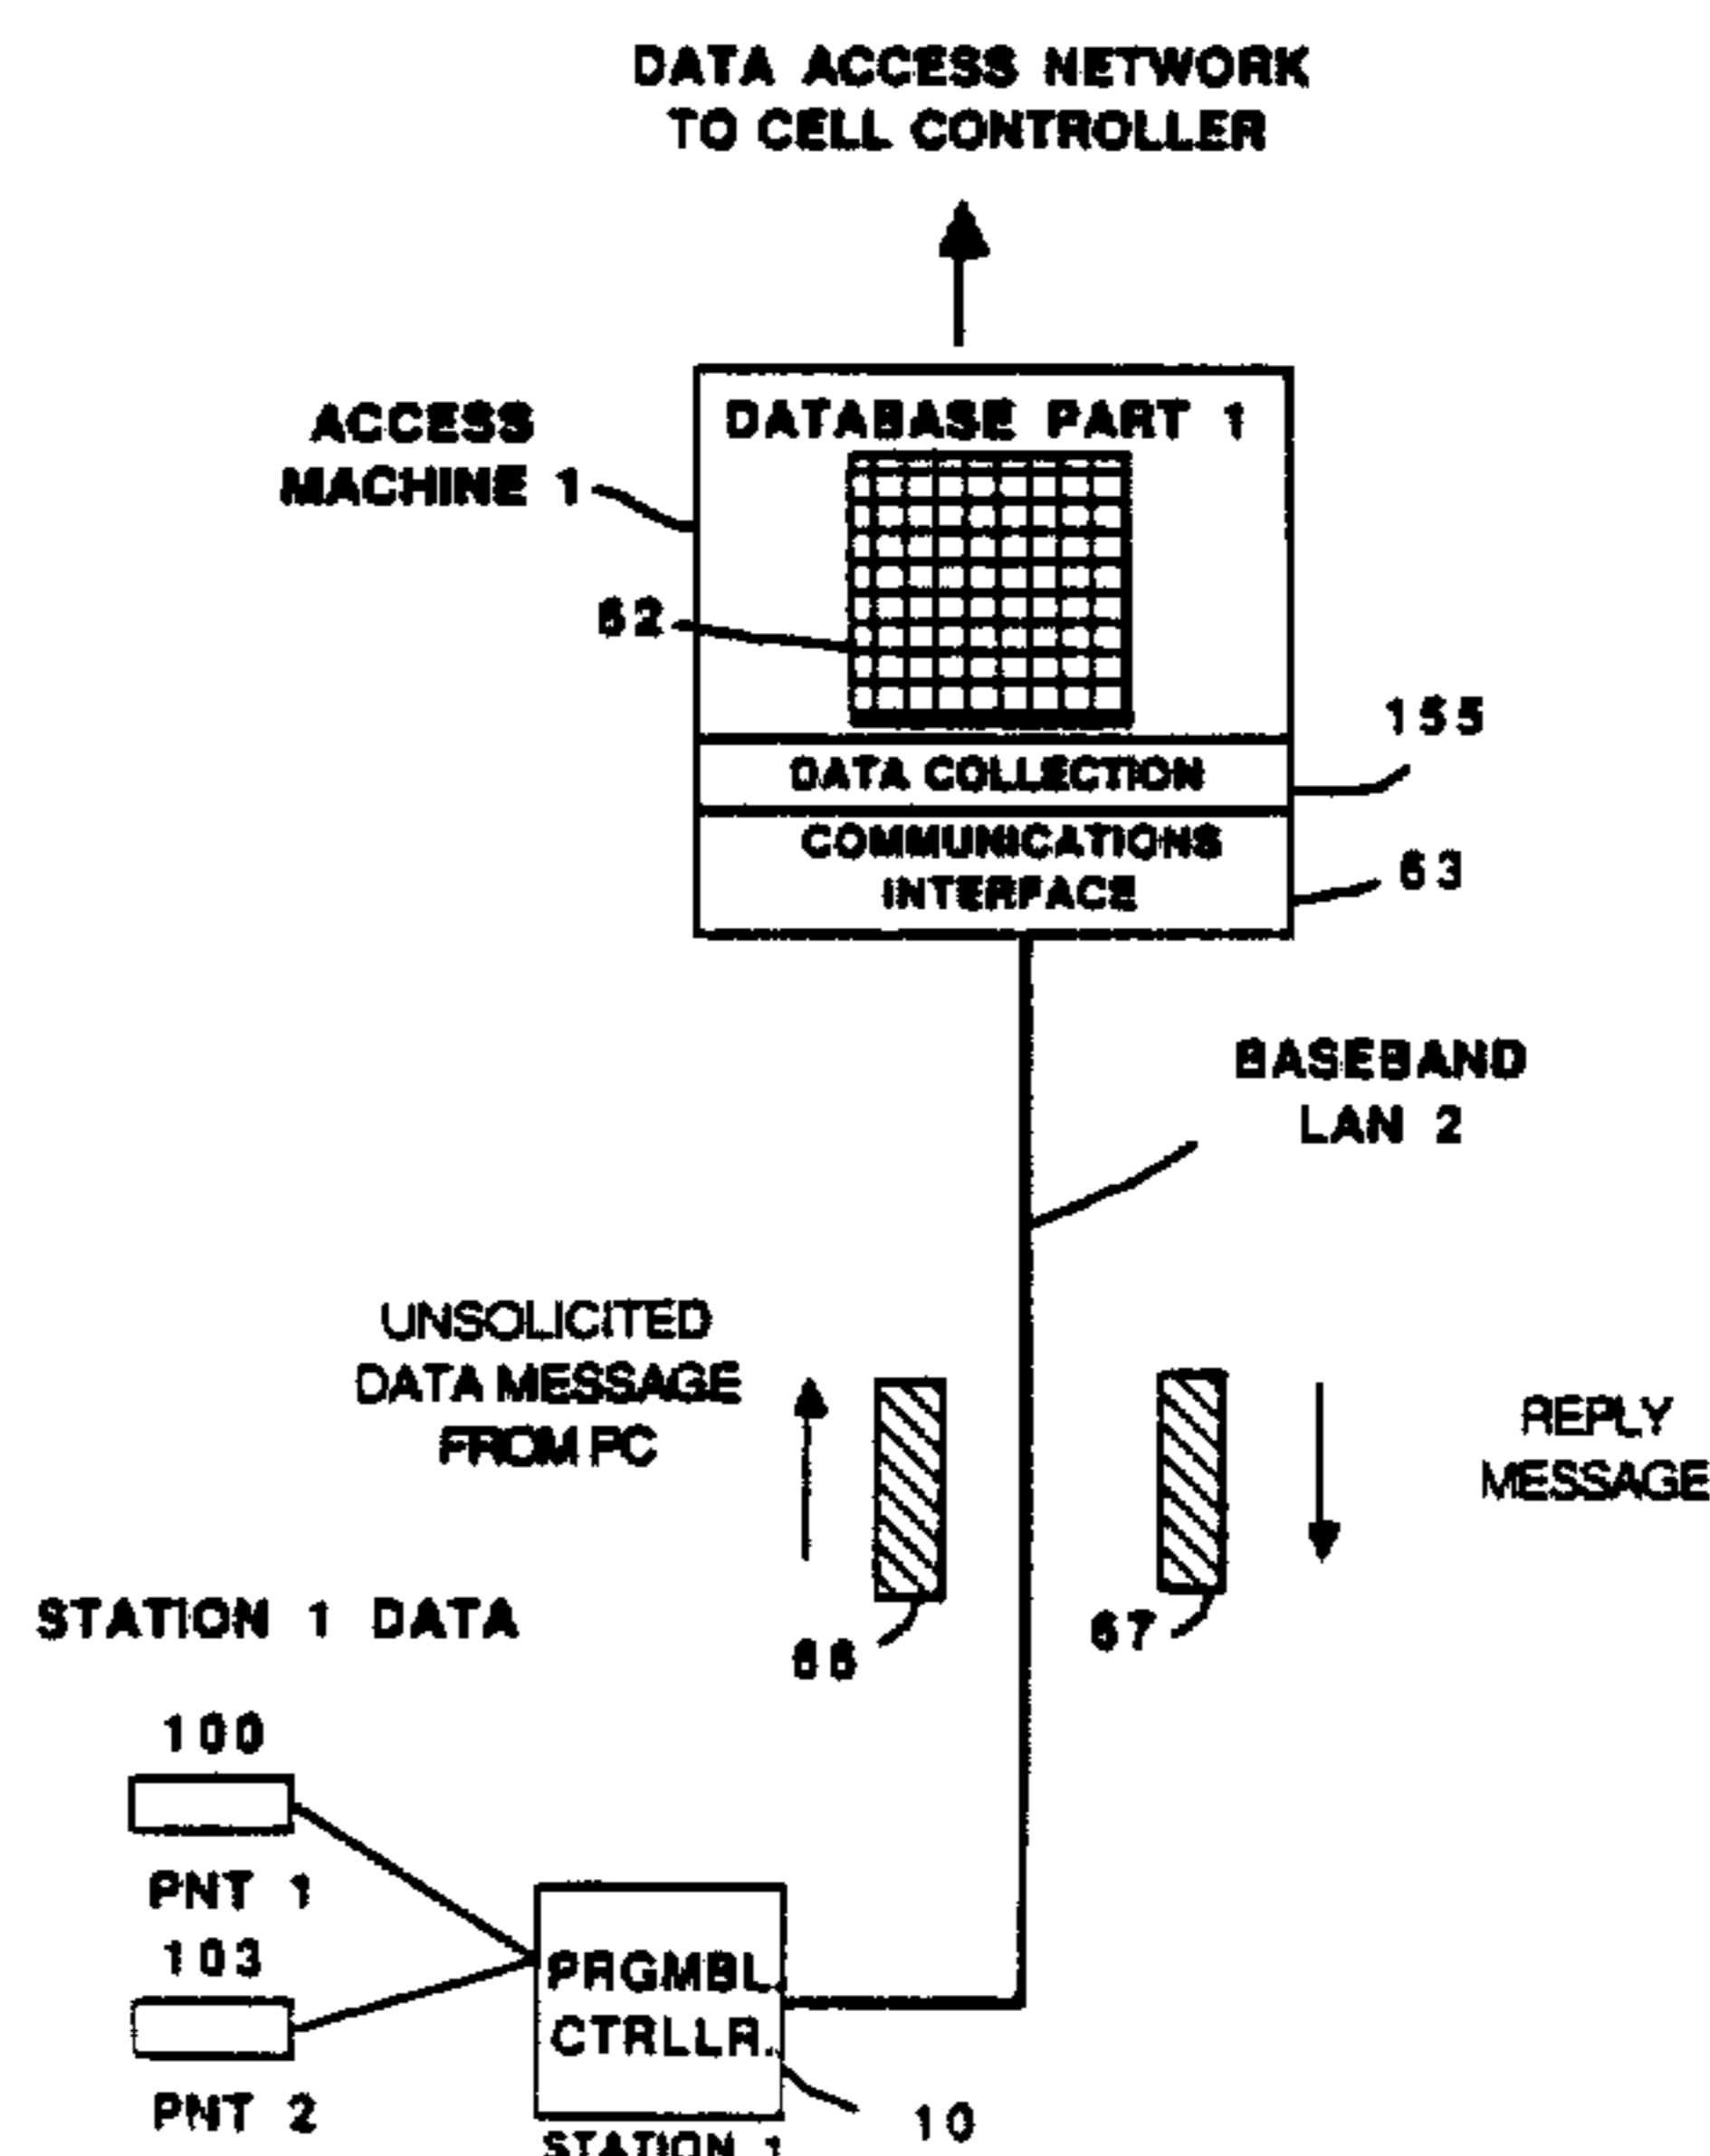 DATA ACCESS NETWORK
TO CELL CONTROLLER
ACCESS
MACHINE 1
DATABASE PART 1
62
155
DATA COLLECTION
COMMUNICATIONS
INTERFACE
63
BASEBAND
LAN 2
UNSOLICITED
DATA MESSAGE
FROM PC
REPLY
MESSAGE
66
67
STATION 1 DATA
100
PNT 1
103
PNT 2
PRGMBL.
CTRLLR.
10
STATION 1